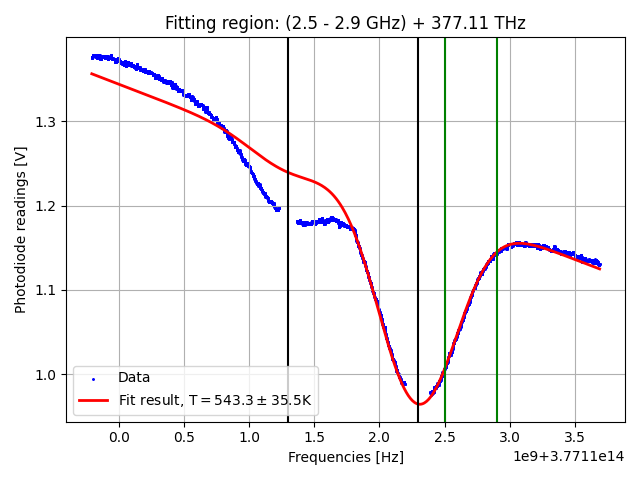 Fitting region: (2.5 - 2.9 GHz) + 377.11 THz
Photodiode readings [V]
1.3
1.2
1.1
1.0
Data
Fit result, T = 543.3 ± 35.5K
0.0 0.5 1.0 1.5 2.0 2.5 3.0 3.5
Frequencies [Hz]
1e9+3.7711e14